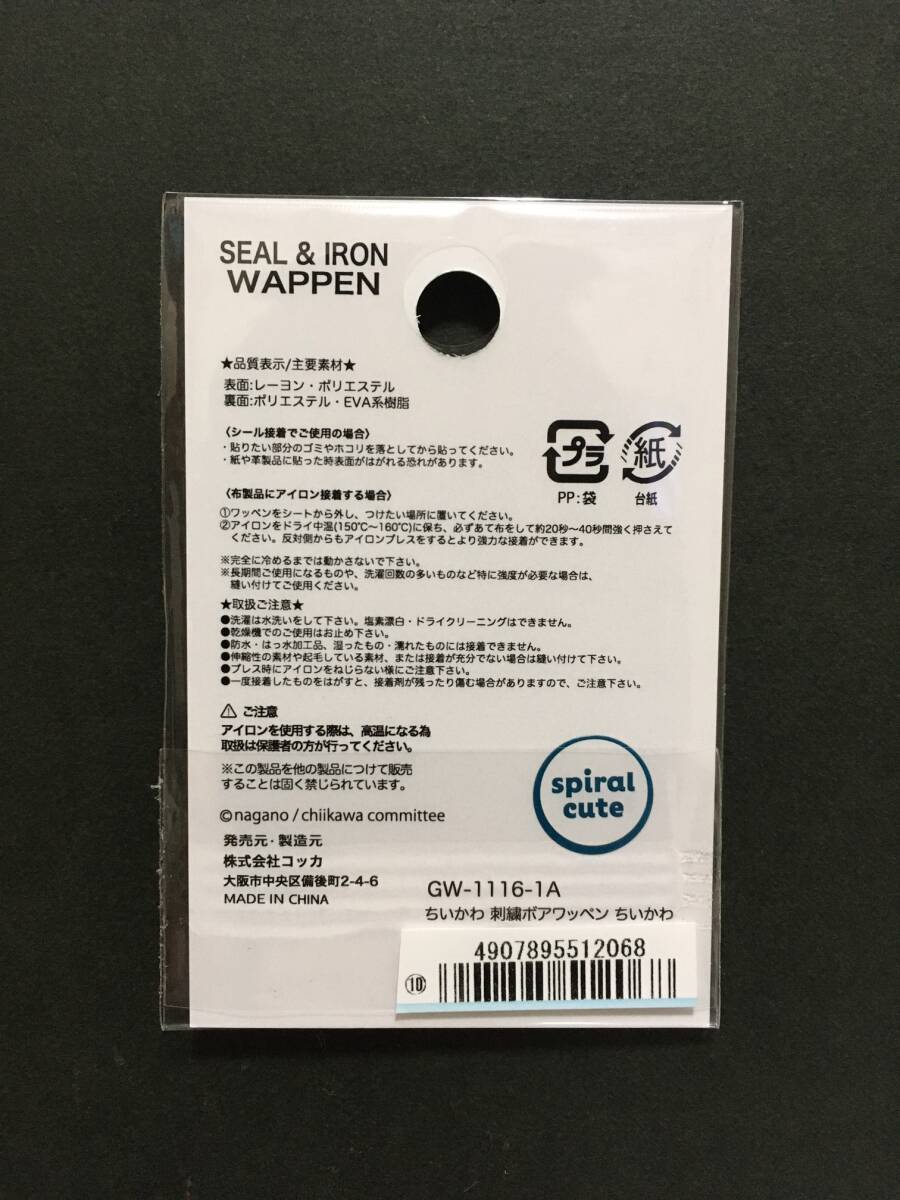 SEAL & IRON
WAPPEN
★品質表示/主要素材★
表面:レーヨン・ポリエステル
裏面:ポリエステル・EVA系樹脂
〈シール接着でご使用の場合〉
・貼りたい部分のゴミやホコリを落としてから貼ってください。
・紙や革製品に貼った時表面がはがれる恐れがあります。
プラ
PP:袋
紙
台紙
〈布製品にアイロン接着する場合〉
①ワッペンをシートから外し、つけたい場所に置いてください。
②アイロンをドライ中温(150℃〜160℃)に保ち、必ずあて布をして約20秒〜40秒間強く押さえて
ください。反対側からもアイロンプレスをするとより強力な接着ができます。
※完全に冷めるまでは動かさないで下さい。
※長期間ご使用になるものや、洗濯回数の多いものなど特に強度が必要な場合は、
縫い付けてご使用ください。
★取扱ご注意★
●洗濯は水洗いをして下さい。塩素漂白・ドライクリーニングはできません。
●乾燥機でのご使用はお止め下さい。
●防水・はっ水加工品、湿ったもの・濡れたものには接着できません。
●伸縮性の素材や起毛している素材、または接着が充分でない場合は縫い付けて下さい。
●プレス時にアイロンをねじらない様にご注意下さい。
●一度接着したものをはがすと、接着剤が残ったり傷む場合がありますので、ご注意下さい。
⚠ ご注意
アイロンを使用する際は、高温になる為
取扱は保護者の方が行ってください。
※この製品を他の製品につけて販売
することは固く禁じられています。
spiral
cute
©nagano / chiikawa committee
発売元・製造元
株式会社コッカ
大阪市中央区備後町2-4-6
MADE IN CHINA
GW-1116-1A
ちいかわ 刺繍ボアワッペン ちいかわ
4907895512068
⑩